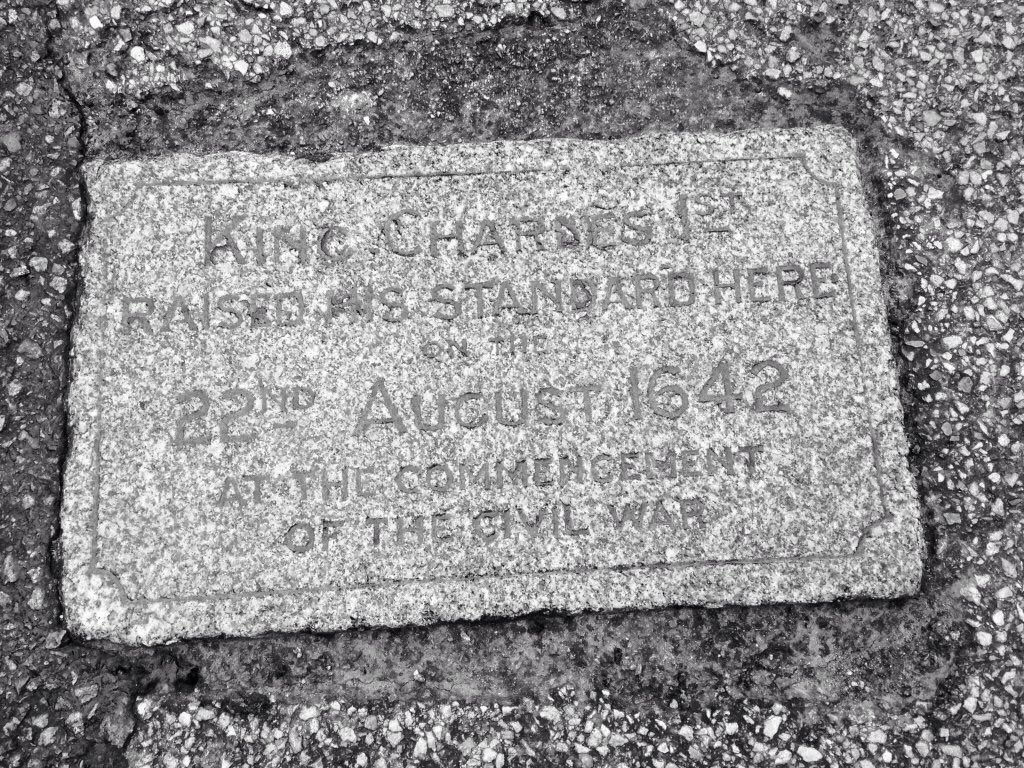 KING CHARLES 1ST
RAISED HIS STANDARD HERE
ON THE
22ND AUGUST 1642
AT THE COMMENCEMENT
OF THE CIVIL WAR